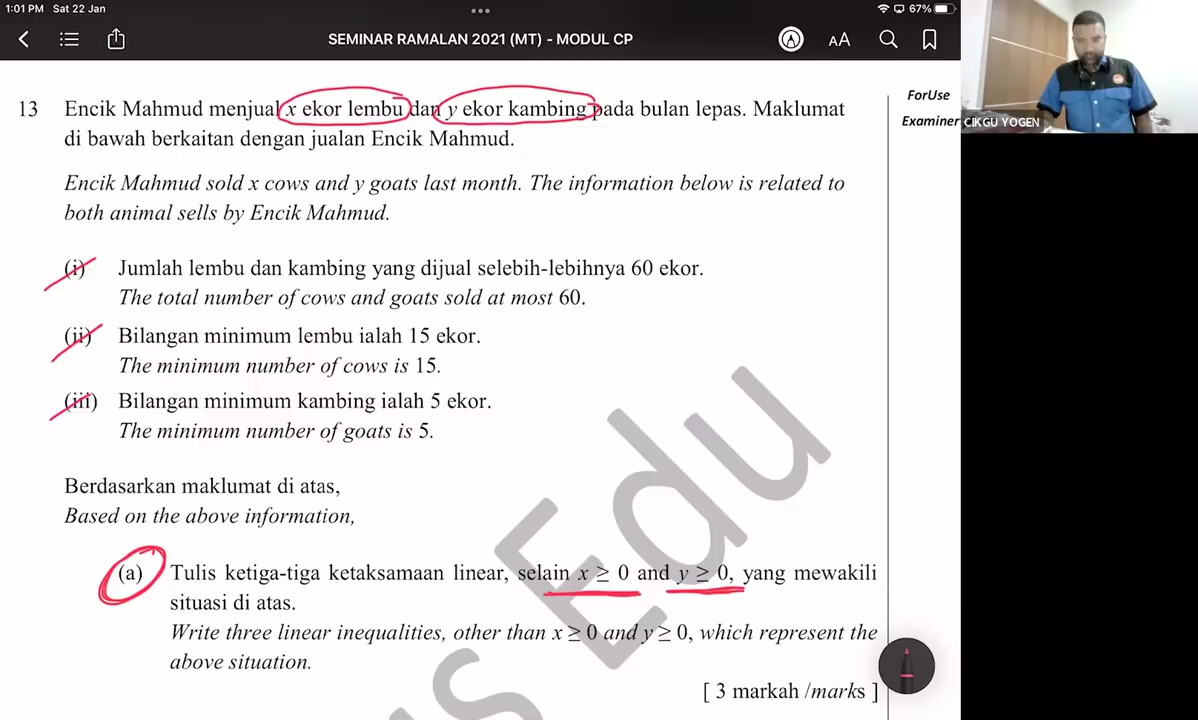 1:01 PM Sat 22 Jan
67%
SEMINAR RAMALAN 2021 (MT) - MODUL CP
AA
ForUse
Examiner
CIKGU YOGEN
13 Encik Mahmud menjual x ekor lembu dan y ekor kambing pada bulan lepas. Maklumat
di bawah berkaitan dengan jualan Encik Mahmud.
Encik Mahmud sold x cows and y goats last month. The information below is related to
both animal sells by Encik Mahmud.
(i) Jumlah lembu dan kambing yang dijual selebih-lebihnya 60 ekor.
The total number of cows and goats sold at most 60.
(ii) Bilangan minimum lembu ialah 15 ekor.
The minimum number of cows is 15.
(iii) Bilangan minimum kambing ialah 5 ekor.
The minimum number of goats is 5.
Berdasarkan maklumat di atas,
Based on the above information,
(a) Tulis ketiga-tiga ketaksamaan linear, selain x ≥ 0 and y ≥ 0, yang mewakili
situasi di atas.
Write three linear inequalities, other than x ≥ 0 and y ≥ 0, which represent the
above situation.
[ 3 markah /marks ]
s Edu